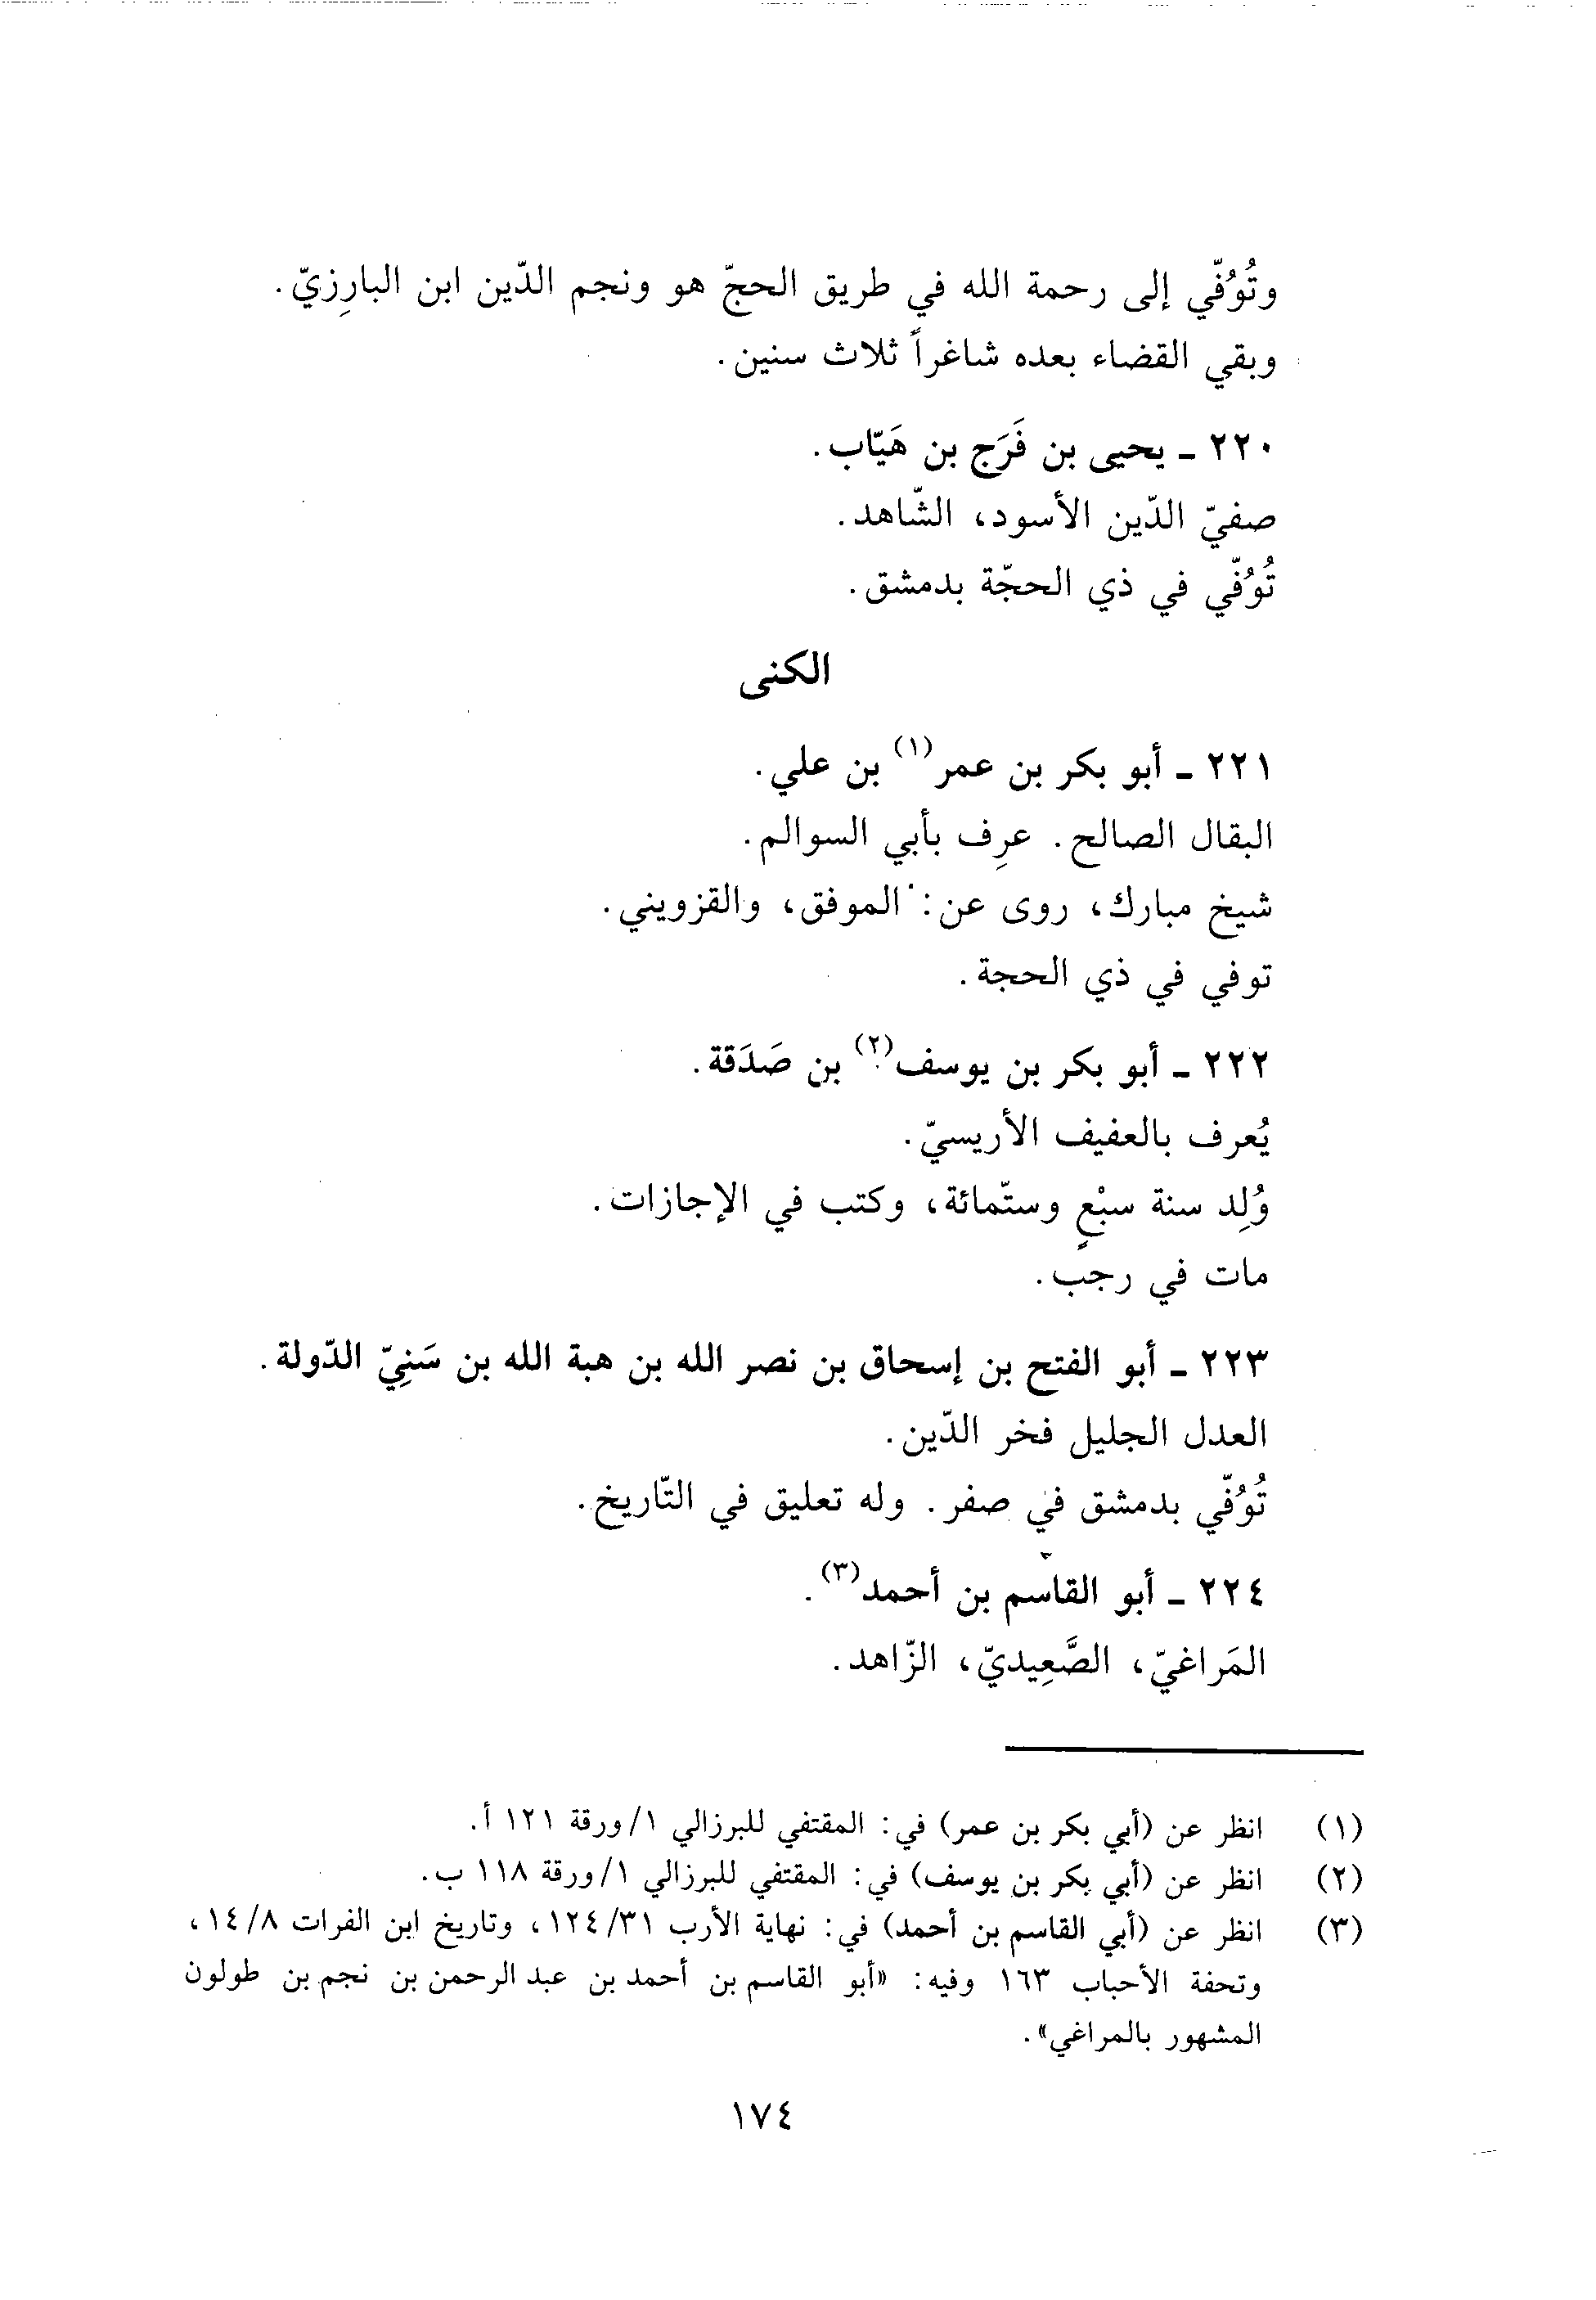 وتُوُفّي إلى رحمة الله في طريق الحجّ هو ونجم الدّين ابن البارِزيّ.
وبقي القضاء بعده شاغراً ثلاث سنين.
٢٢٠ ـ يحيى بن فَرَج بن هَيّاب.
صفيّ الدّين الأسود، الشّاهد.
تُوُفّي في ذي الحجّة بدمشق.
الكنى
٢٢١ ـ أبو بكر بن عمر(١) بن علي.
البقال الصالح. عرِف بأبي السوالم.
شيخ مبارك، روى عن: الموفق، والقزويني.
توفي في ذي الحجة.
٢٢٢ ـ أبو بكر بن يوسف(٢) بن صَدَقة.
يُعرف بالعفيف الأريسيّ.
وُلِد سنة سبْعٍ وستّمائة، وكتب في الإجازات.
مات في رجب.
٢٢٣ ـ أبو الفتح بن إسحاق بن نصر الله بن هبة الله بن سَنِيّ الدّولة.
العدل الجليل فخر الدّين.
تُوُفّي بدمشق في صفر. وله تعليق في التّاريخ.
٢٢٤ ـ أبو القاسم بن أحمد(٣).
المَراغيّ، الصَّعِيديّ، الزّاهد.
(١) انظر عن (أبي بكر بن عمر) في: المقتفي للبرزالي ١/ورقة ١٢١ أ.
(٢) انظر عن (أبي بكر بن يوسف) في: المقتفي للبرزالي ١/ورقة ١١٨ ب.
(٣) انظر عن (أبي القاسم بن أحمد) في: نهاية الأرب ١٢٤/٣١، وتاريخ ابن الفرات ١٤/٨،
وتحفة الأحباب ١٦٣ وفيه: «أبو القاسم بن أحمد بن عبد الرحمن بن نجم بن طولون
المشهور بالمراغي».
١٧٤